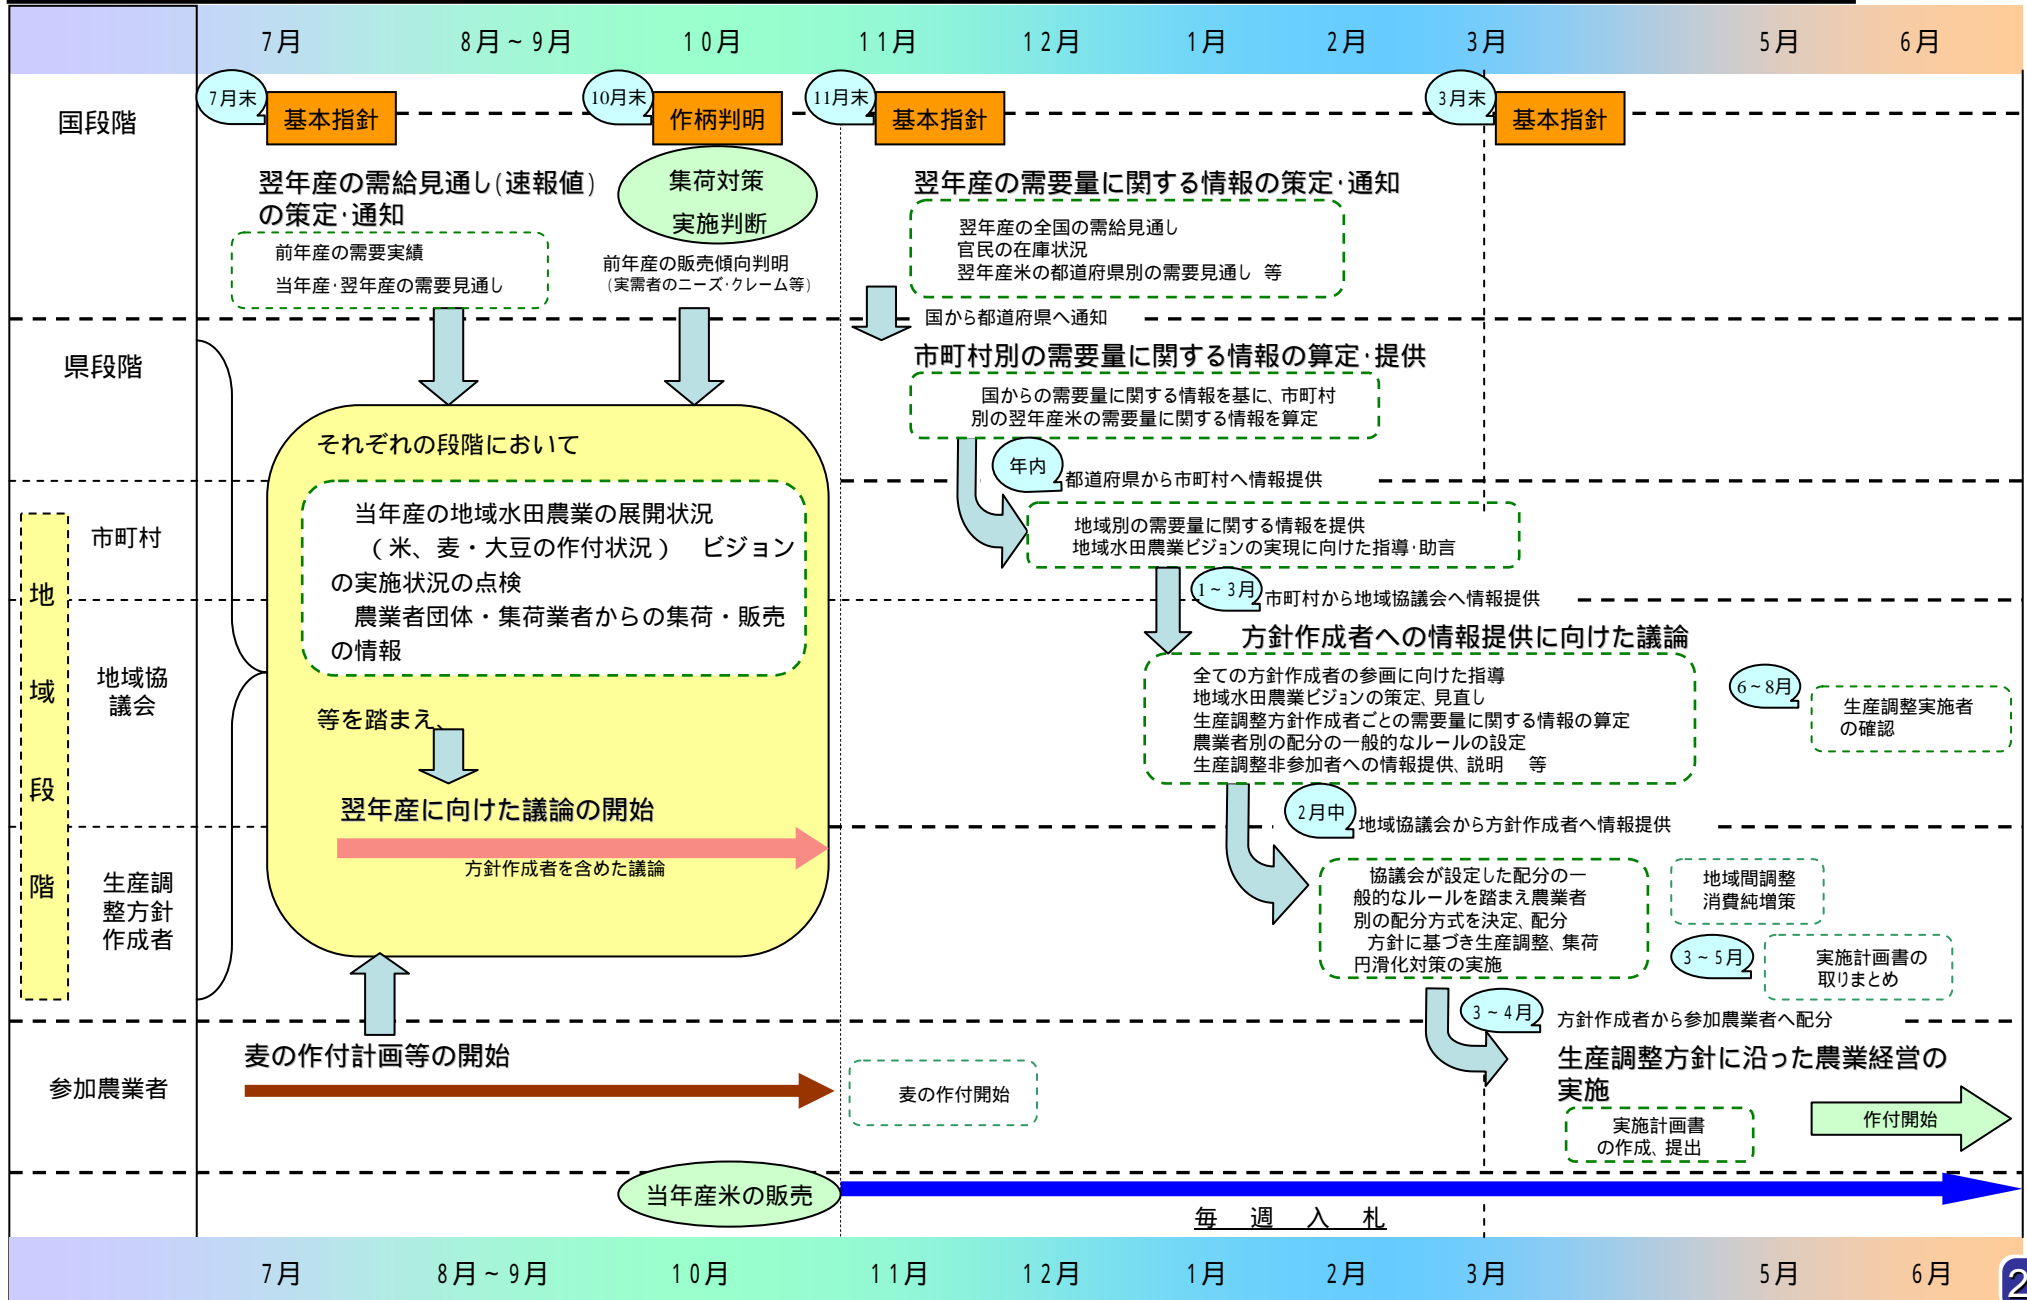 7月 8月～9月 10月 11月 12月 1月 2月 3月 5月 6月
国段階
7月末
基本指針
10月末
作柄判明
11月末
基本指針
3月末
基本指針
翌年産の需給見通し(速報値)
の策定・通知
前年産の需要実績
当年産・翌年産の需要見通し
集荷対策
実施判断
前年産の販売傾向判明
(実需者のニーズ・クレーム等)
翌年産の需要量に関する情報の策定・通知
翌年産の全国の需給見通し
官民の在庫状況
翌年産米の都道府県別の需要見通し 等
国から都道府県へ通知
県段階
市町村別の需要量に関する情報の算定・提供
国からの需要量に関する情報を基に、市町村
別の翌年産米の需要量に関する情報を算定
年内
都道府県から市町村へ情報提供
それぞれの段階において
当年産の地域水田農業の展開状況
(米、麦・大豆の作付状況) ビジョン
の実施状況の点検
農業者団体・集荷業者からの集荷・販売
の情報
等を踏まえ、
翌年産に向けた議論の開始
方針作成者を含めた議論
地域段階
市町村
地域別の需要量に関する情報を提供
地域水田農業ビジョンの実現に向けた指導・助言
1～3月
市町村から地域協議会へ情報提供
地域協
議会
方針作成者への情報提供に向けた議論
全ての方針作成者の参画に向けた指導
地域水田農業ビジョンの策定、見直し
生産調整方針作成者ごとの需要量に関する情報の算定
農業者別の配分の一般的なルールの設定
生産調整非参加者への情報提供、説明 等
6～8月
生産調整実施者
の確認
2月中
地域協議会から方針作成者へ情報提供
生産調
整方針
作成者
協議会が設定した配分の一
般的なルールを踏まえ農業者
別の配分方式を決定、配分
方針に基づき生産調整、集荷
円滑化対策の実施
地域間調整
消費純増策
3～5月
実施計画書の
取りまとめ
3～4月
方針作成者から参加農業者へ配分
参加農業者
麦の作付計画等の開始
麦の作付開始
生産調整方針に沿った農業経営の
実施
実施計画書
の作成、提出
作付開始
当年産米の販売
毎週入札
7月 8月～9月 10月 11月 12月 1月 2月 3月 5月 6月
2